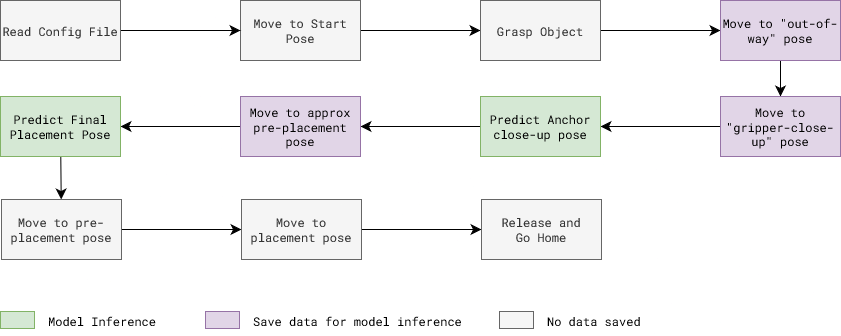 Read Config File
Move to Start
Pose
Grasp Object
Move to "out-of-
way" pose
Predict Final
Placement Pose
Move to approx
pre-placement
pose
Predict Anchor
close-up pose
Move to
"gripper-close-
up" pose
Move to pre-
placement pose
Move to
placement pose
Release and
Go Home
Model Inference
Save data for model inference
No data saved